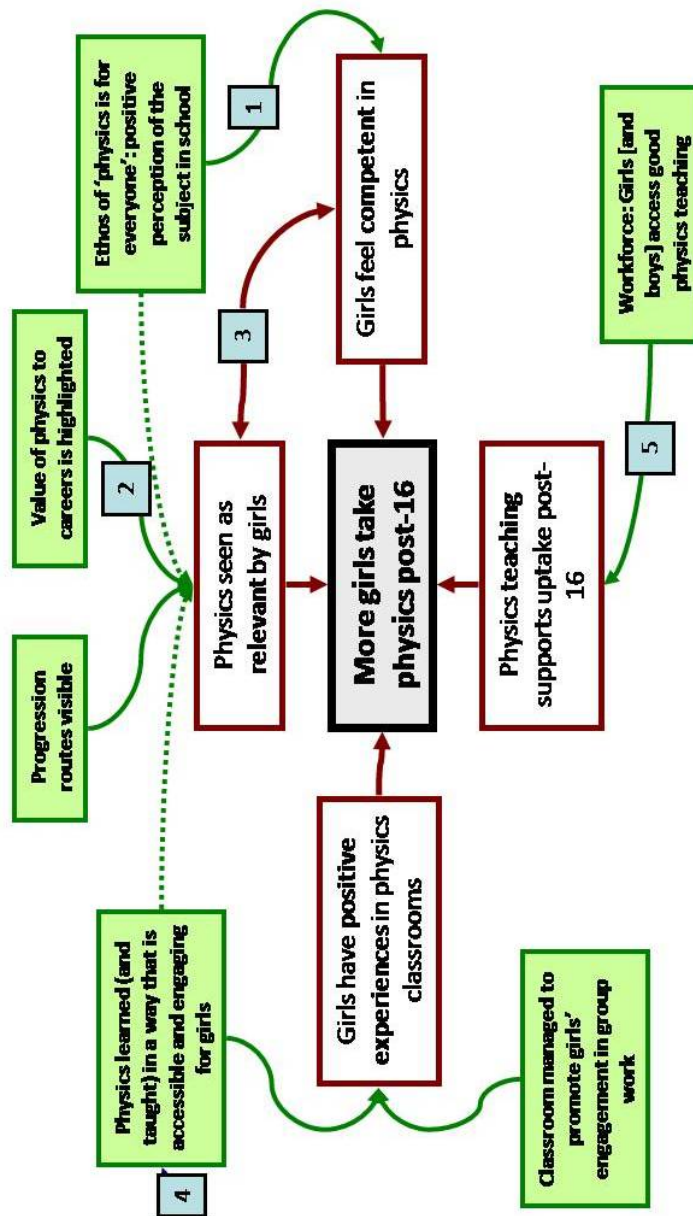 Physics learned (and
taught) in a way that is
accessible and engaging
for girls
4
Progression
routes visible
Value of physics to
careers is highlighted
2
Ethos of ‘physics is for
everyone’: positive
perception of the
subject in school
1
Physics seen as
relevant by girls
3
Girls have positive
experiences in physics
classrooms
More girls take
physics post-16
Girls feel competent in
physics
Classroom managed to
promote girls’
engagement in group
work
Physics teaching
supports uptake post-
16
5
Workforce: Girls [and
boys] access good
physics teaching